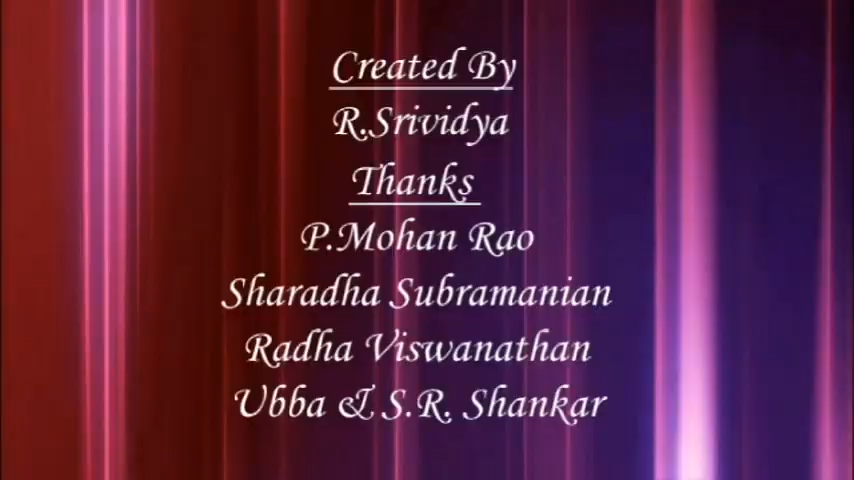 Created By
R.Srividya
Thanks
P.Mohan Rao
Sharadha Subramanian
Radha Viswanathan
Ubba & S.R. Shankar